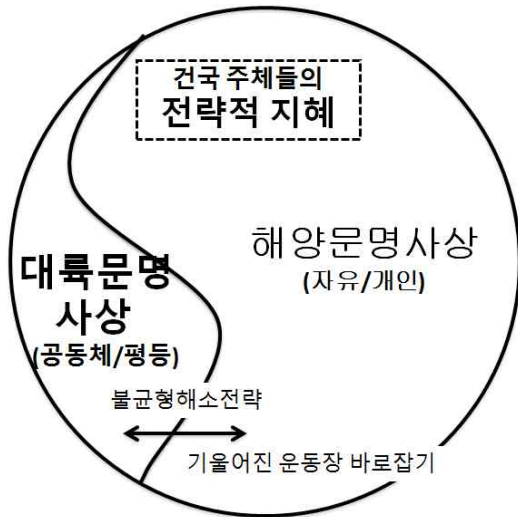 건국 주체들의
전략적 지혜
해양문명사상
(자유/개인)
대륙문명
사상
(공동체/평등)
불균형해소전략
기울어진 운동장 바로잡기